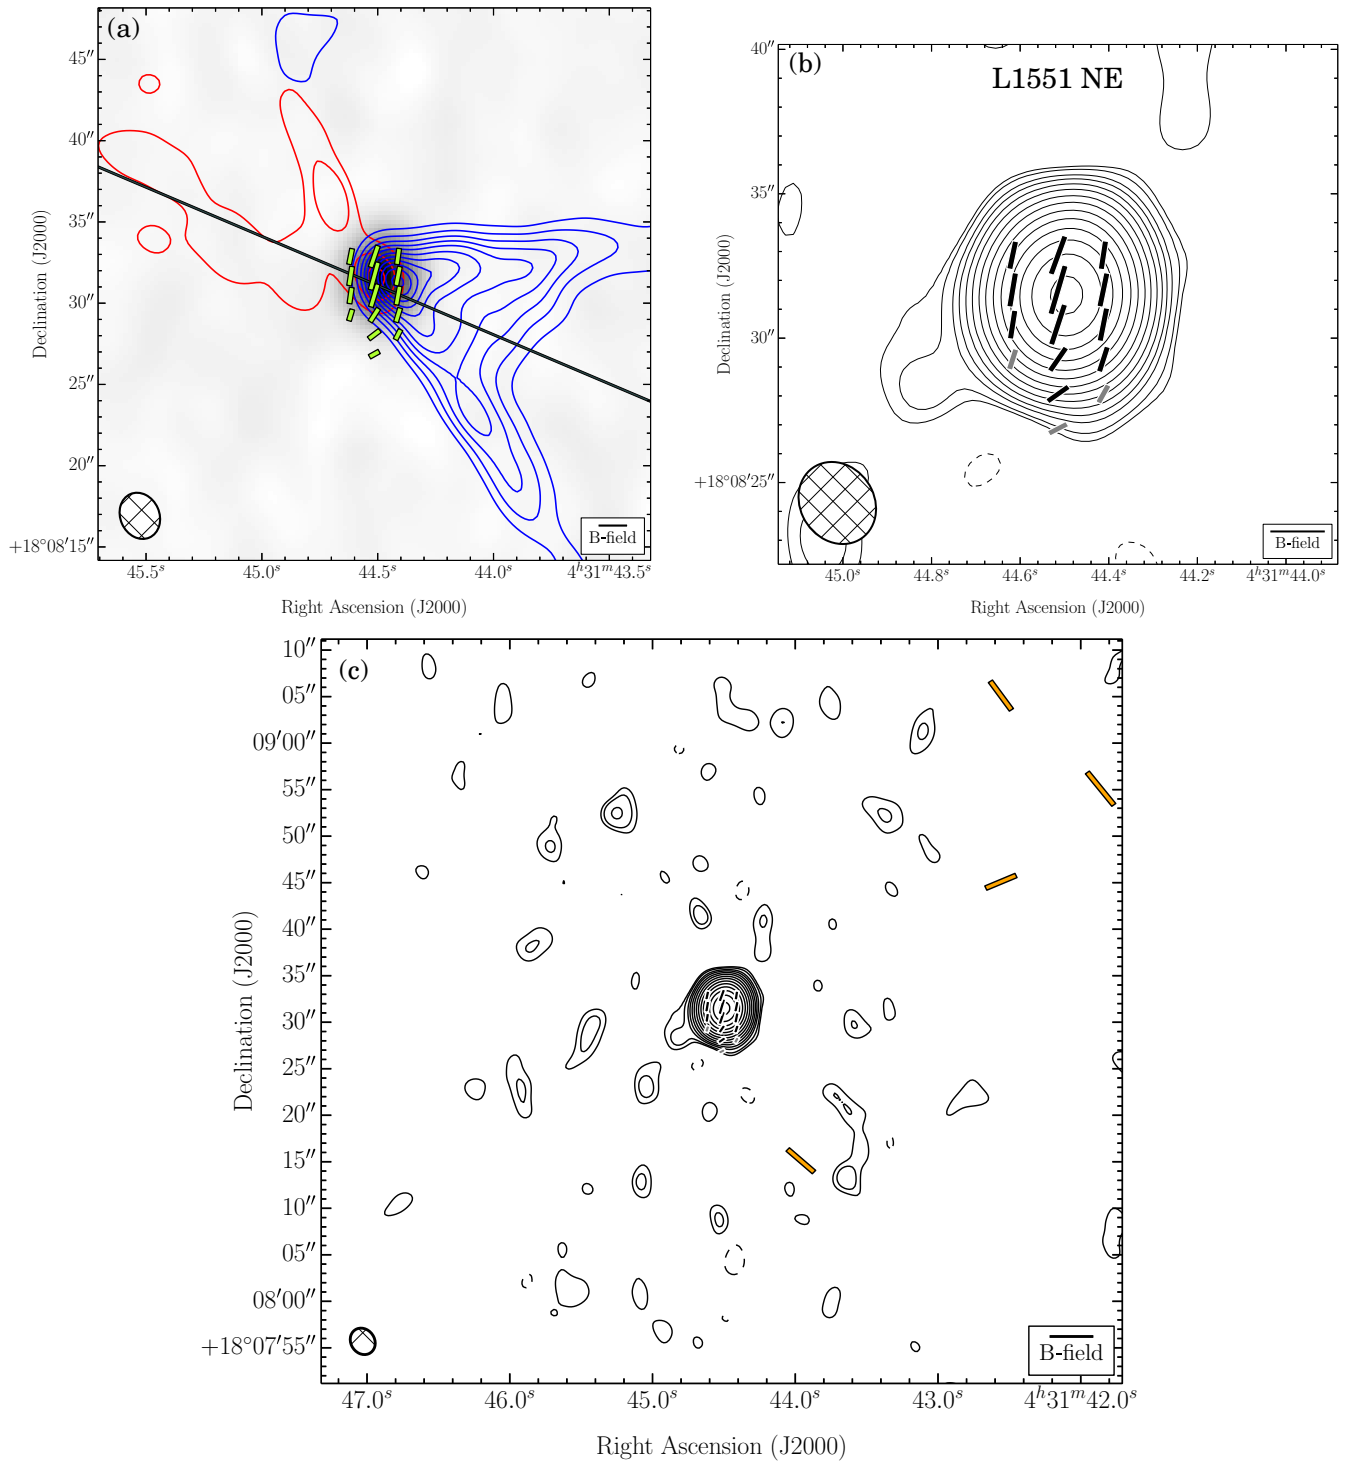 (a)
45″
40″
35″
30″
25″
20″
+18°08′15″
Declination (J2000)
B-field
45.5ˢ
45.0ˢ
44.5ˢ
44.0ˢ
4ʰ31ᵐ43.5ˢ
Right Ascension (J2000)
(b)
L1551 NE
40″
35″
30″
+18°08′25″
Declination (J2000)
B-field
45.0ˢ
44.8ˢ
44.6ˢ
44.4ˢ
44.2ˢ
4ʰ31ᵐ44.0ˢ
Right Ascension (J2000)
(c)
10″
05″
09′00″
55″
50″
45″
40″
35″
30″
25″
20″
15″
10″
05″
08′00″
+18°07′55″
Declination (J2000)
B-field
47.0ˢ
46.0ˢ
45.0ˢ
44.0ˢ
43.0ˢ
4ʰ31ᵐ42.0ˢ
Right Ascension (J2000)